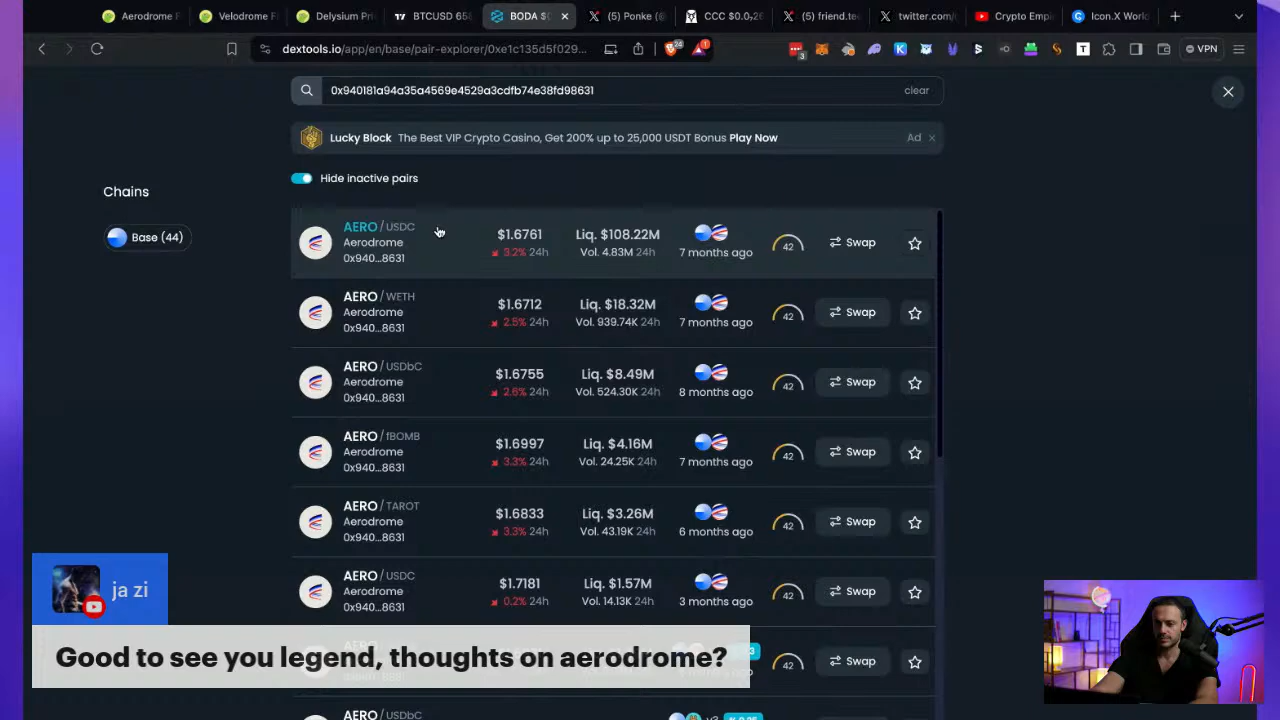 Aerodrome F
Velodrome F
Delysium Pri
BTCUSD 65
BODA $
(5) Ponke (@
CCC $0.0₅26
(5) friend.te
twitter.com/
Crypto Empi
Icon.X World
dextools.io/app/en/base/pair-explorer/0xe1c135d5f029...
24
1
3
VPN
0x940181a94a35a4569e4529a3cdfb74e38fd98631
clear
Lucky Block The Best VIP Crypto Casino, Get 200% up to 25,000 USDT Bonus Play Now
Ad
Hide inactive pairs
Chains
Base (44)
AERO / USDC
Aerodrome
0x940...8631
$1.6761
3.2% 24h
Liq. $108.22M
Vol. 4.83M 24h
7 months ago
42
Swap
AERO / WETH
Aerodrome
0x940...8631
$1.6712
2.5% 24h
Liq. $18.32M
Vol. 939.74K 24h
7 months ago
42
Swap
AERO / USDbC
Aerodrome
0x940...8631
$1.6755
2.6% 24h
Liq. $8.49M
Vol. 524.30K 24h
8 months ago
42
Swap
AERO / fBOMB
Aerodrome
0x940...8631
$1.6997
3.3% 24h
Liq. $4.16M
Vol. 24.25K 24h
7 months ago
42
Swap
AERO / TAROT
Aerodrome
0x940...8631
$1.6833
3.3% 24h
Liq. $3.26M
Vol. 43.19K 24h
6 months ago
42
Swap
AERO / USDC
Aerodrome
0x940...8631
$1.7181
0.2% 24h
Liq. $1.57M
Vol. 14.13K 24h
3 months ago
42
Swap
ja zi
Good to see you legend, thoughts on aerodrome?
42
Swap
AERO / USDbC
v3